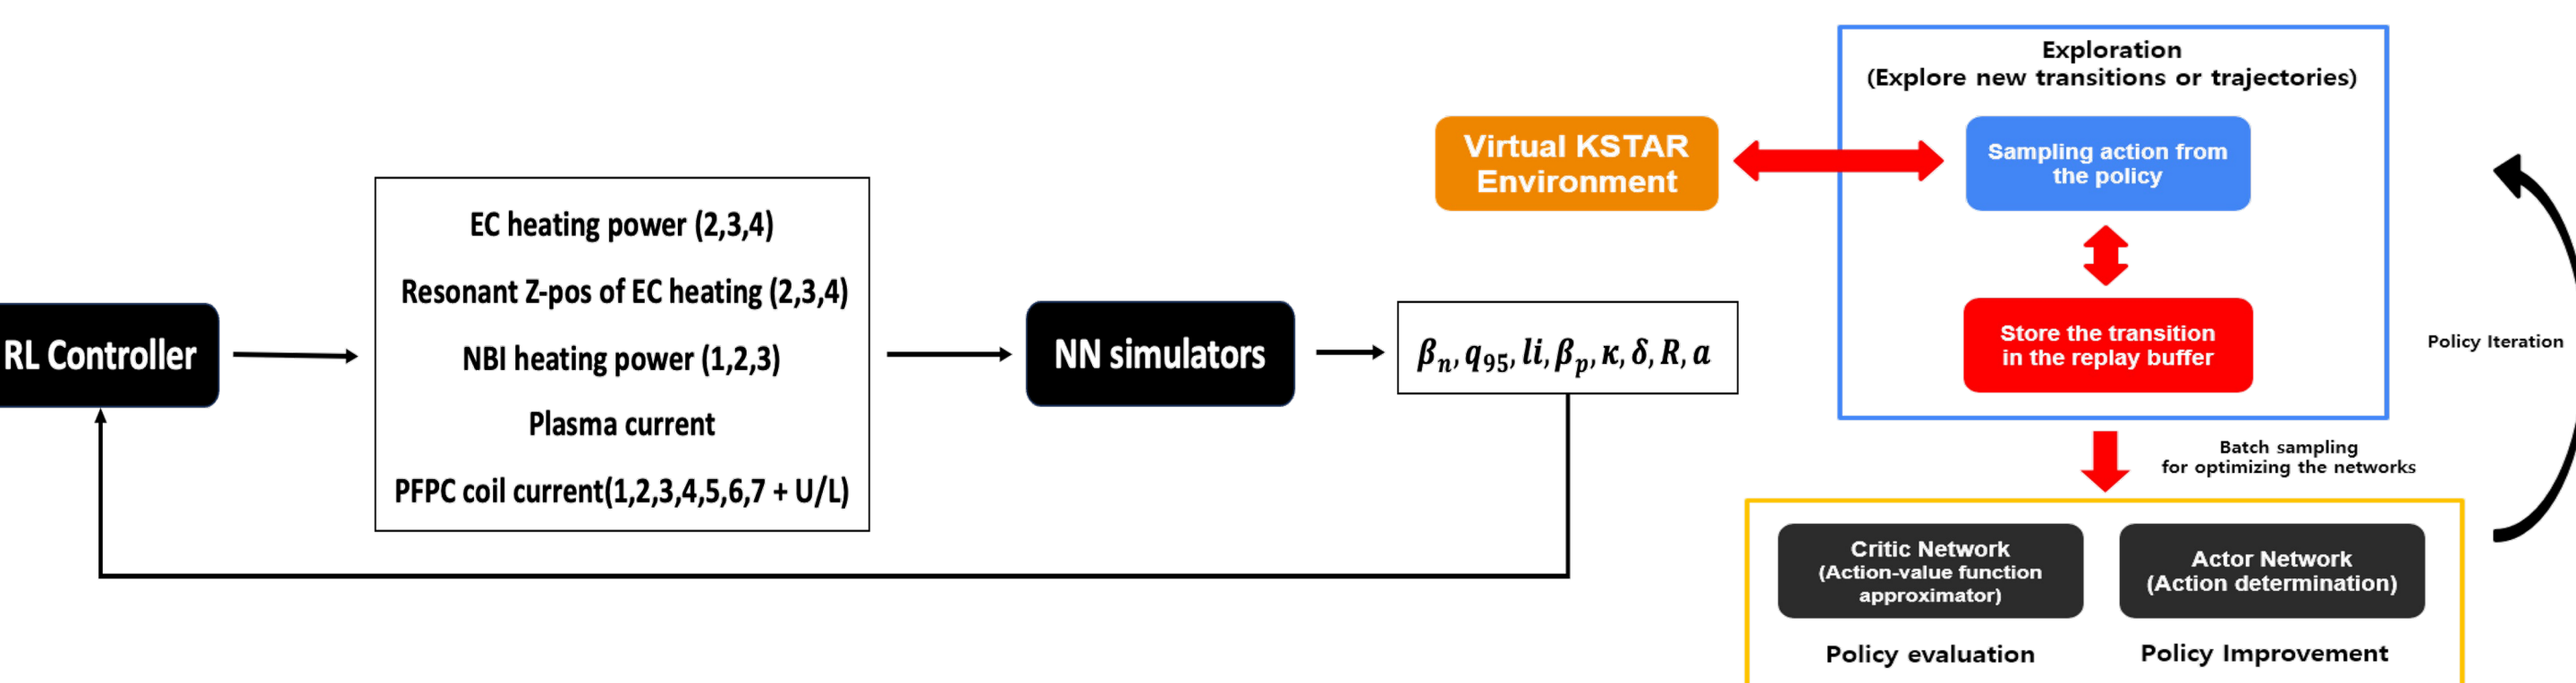 RL Controller
EC heating power (2,3,4)
Resonant Z-pos of EC heating (2,3,4)
NBI heating power (1,2,3)
Plasma current
PFPC coil current(1,2,3,4,5,6,7 + U/L)
NN simulators
βₙ, q₉₅, li, βₚ, κ, δ, R, a
Virtual KSTAR
Environment
Exploration
(Explore new transitions or trajectories)
Sampling action from
the policy
Store the transition
in the replay buffer
Policy Iteration
Batch sampling
for optimizing the networks
Critic Network
(Action-value function
approximator)
Actor Network
(Action determination)
Policy evaluation
Policy Improvement